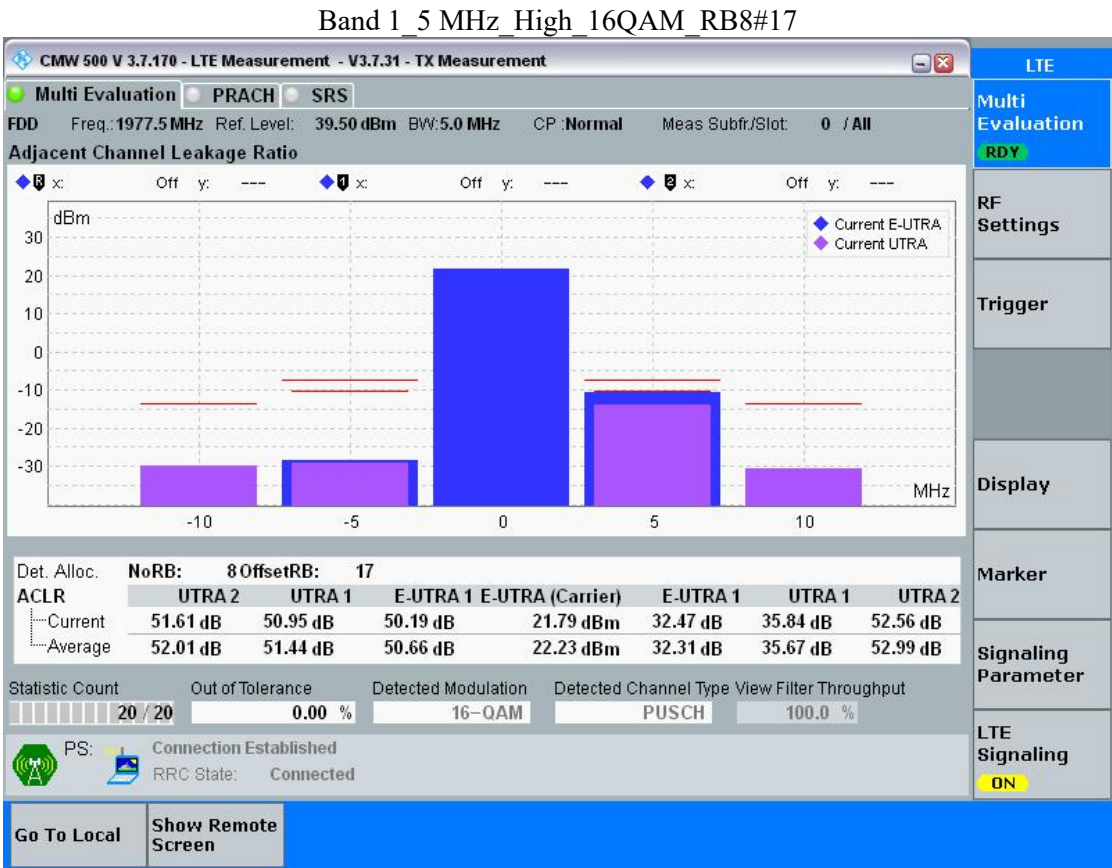 Band 1_5 MHz_High_16QAM_RB8#17
CMW 500 V 3.7.170 - LTE Measurement - V3.7.31 - TX Measurement
LTE
Multi Evaluation PRACH SRS
FDD Freq.: 1977.5 MHz Ref. Level: 39.50 dBm BW: 5.0 MHz CP : Normal Meas Subfr./Slot: 0 / All
Adjacent Channel Leakage Ratio
R x: Off y: --- 1 x: Off y: --- 2 x: Off y: ---
dBm
Current E-UTRA
Current UTRA
30
20
10
0
-10
-20
-30
MHz
-10 -5 0 5 10
Det. Alloc. NoRB: 8 OffsetRB: 17
ACLR UTRA 2 UTRA 1 E-UTRA 1 E-UTRA (Carrier) E-UTRA 1 UTRA 1 UTRA 2
Current 51.61 dB 50.95 dB 50.19 dB 21.79 dBm 32.47 dB 35.84 dB 52.56 dB
Average 52.01 dB 51.44 dB 50.66 dB 22.23 dBm 32.31 dB 35.67 dB 52.99 dB
Statistic Count Out of Tolerance Detected Modulation Detected Channel Type View Filter Throughput
20 / 20 0.00 % 16-QAM PUSCH 100.0 %
PS: Connection Established
RRC State: Connected
Multi
Evaluation
RDY
RF
Settings
Trigger
Display
Marker
Signaling
Parameter
LTE
Signaling
ON
Go To Local
Show Remote
Screen